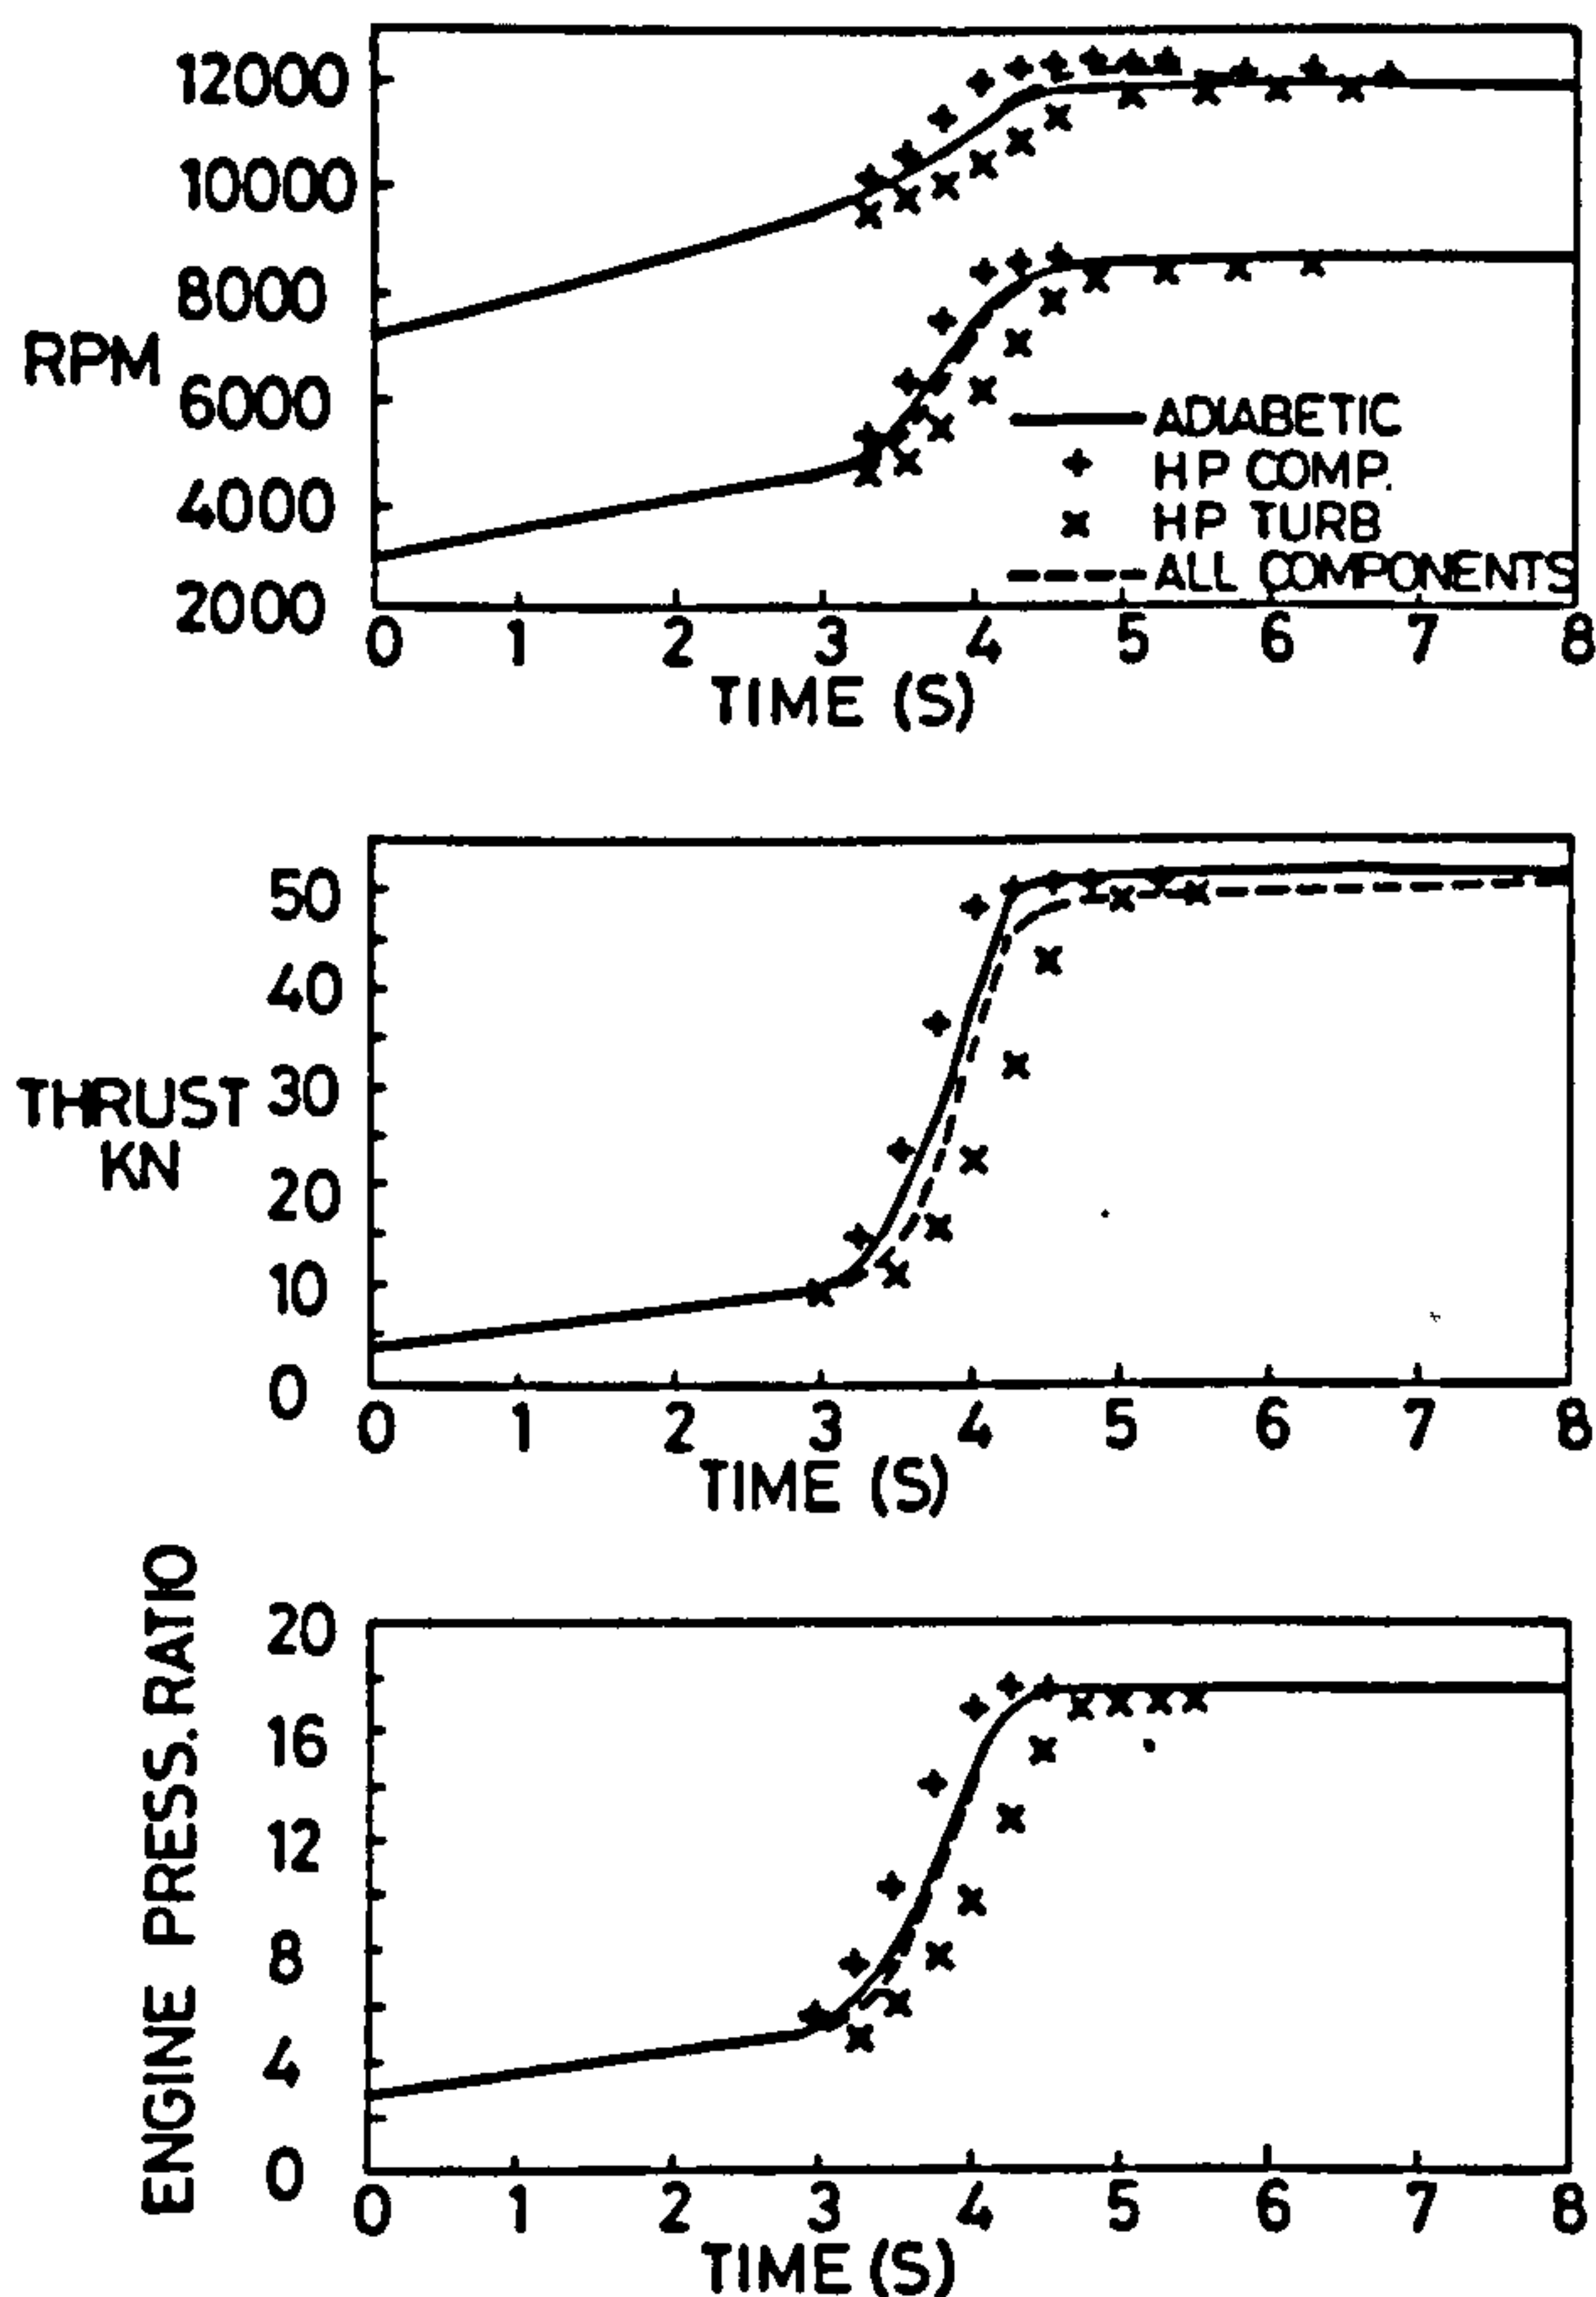 12000
10000
8000
RPM
6000
4000
2000
ADIABETIC
HP COMP.
HP TURB
ALL COMPONENTS
0 1 2 3 4 5 6 7 8
TIME (S)
50
40
THRUST 30
KN
20
10
0
0 1 2 3 4 5 6 7 8
TIME (S)
ENGINE PRESS. RATIO
20
16
12
8
4
0
0 1 2 3 4 5 6 7 8
TIME (S)